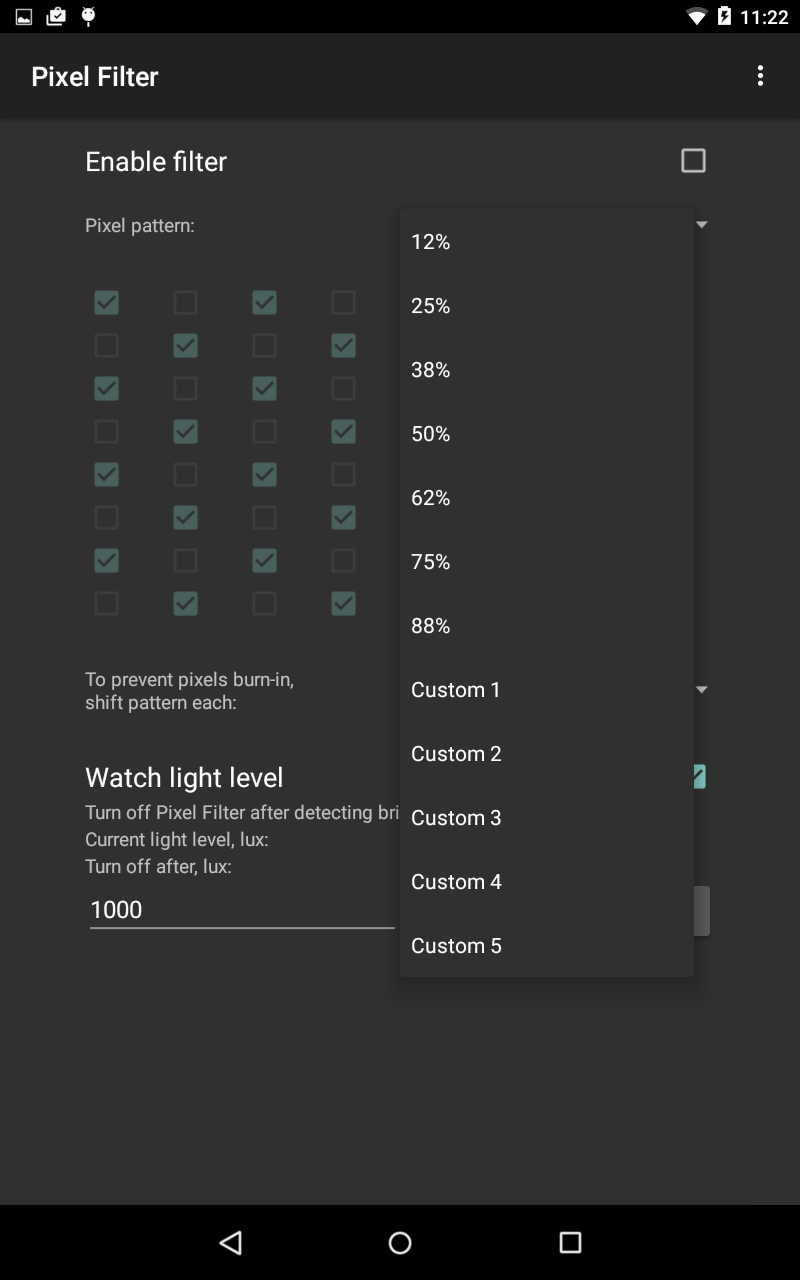 11:22
Pixel Filter
Enable filter
Pixel pattern:
12%
25%
38%
50%
62%
75%
88%
Custom 1
Custom 2
Custom 3
Custom 4
Custom 5
To prevent pixels burn-in,
shift pattern each:
Watch light level
Turn off Pixel Filter after detecting bri
Current light level, lux:
Turn off after, lux:
1000